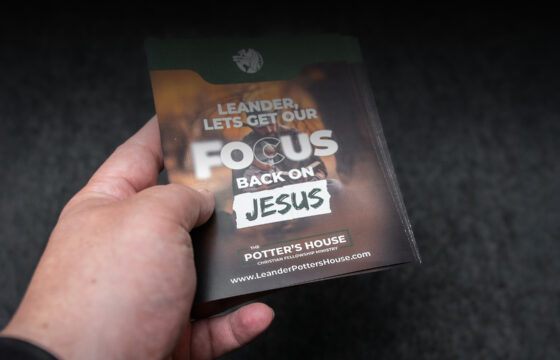 LEANDER,
LETS GET OUR
FOCUS
BACK ON
JESUS
THE
POTTER'S HOUSE
CHRISTIAN FELLOWSHIP MINISTRY
www.LeanderPottersHouse.com